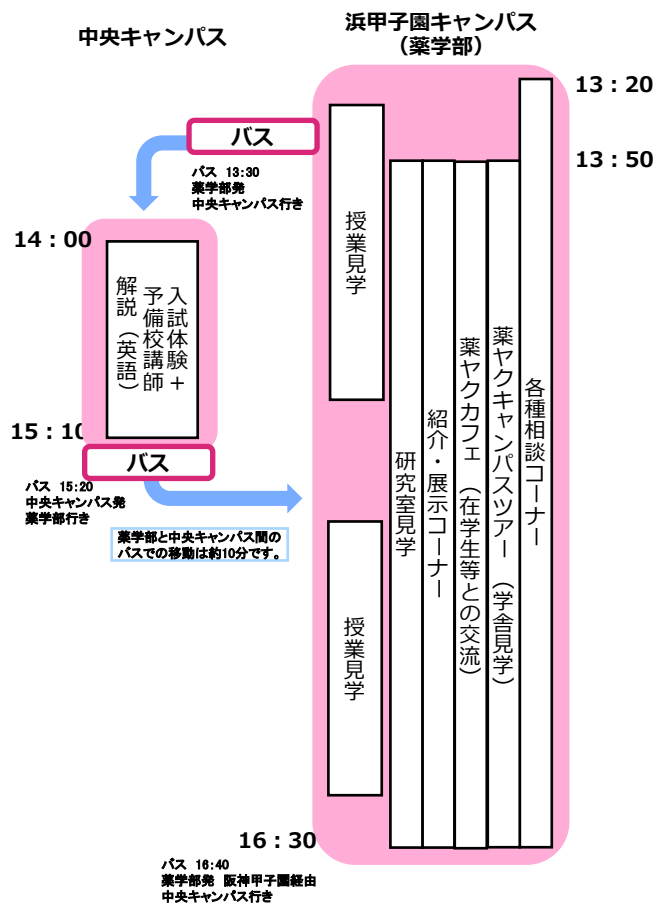 中央キャンパス
浜甲子園キャンパス
（薬学部）
13：20
バス
バス 13:30
薬学部発
中央キャンパス行き
13：50
14：00
入試体験＋
予備校講師
解説（英語）
15：10
バス
バス 15:20
中央キャンパス発
薬学部行き
薬学部と中央キャンパス間の
バスでの移動は約10分です。
授業見学
授業見学
研究室見学
紹介・展示コーナー
薬ヤクカフェ （在学生等との交流）
薬ヤクキャンパスツアー （学舎見学）
各種相談コーナー
16：30
バス 16:40
薬学部発 阪神甲子園経由
中央キャンパス行き